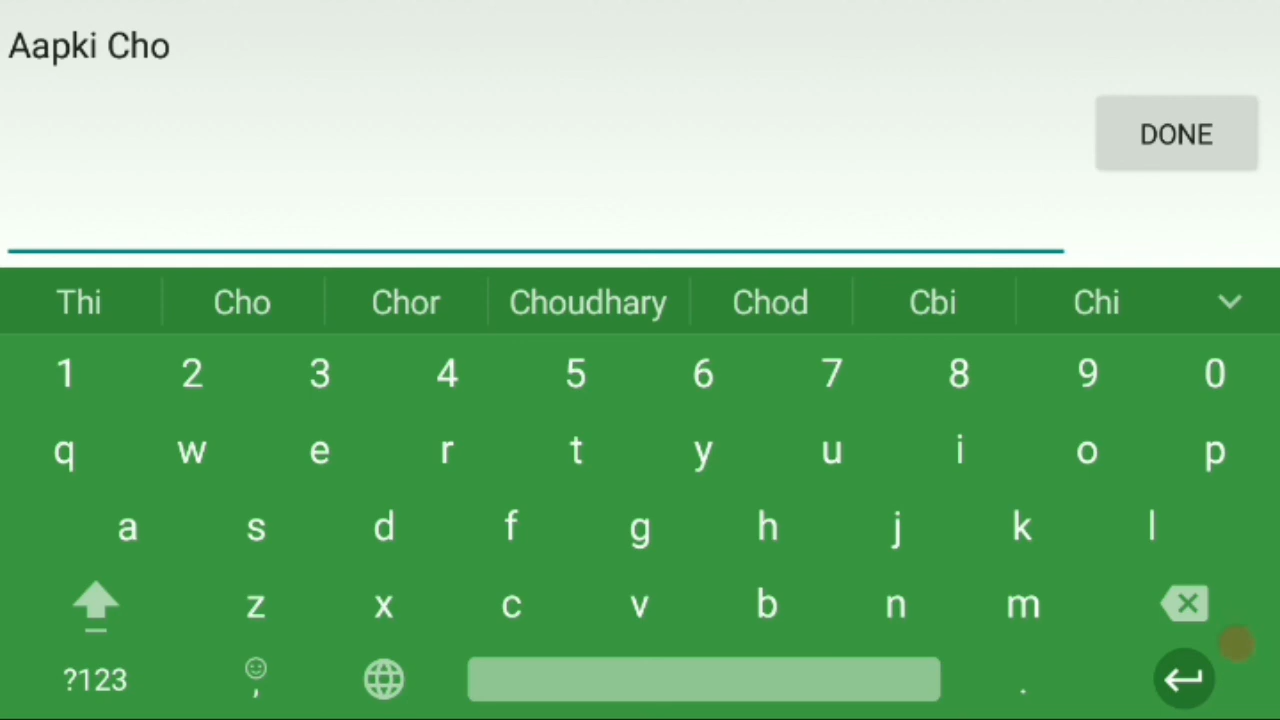 Aapki Cho
DONE
Thi Cho Chor Choudhary Chod Cbi Chi
1 2 3 4 5 6 7 8 9 0
q w e r t y u i o p
a s d f g h j k l
z x c v b n m
?123 , .